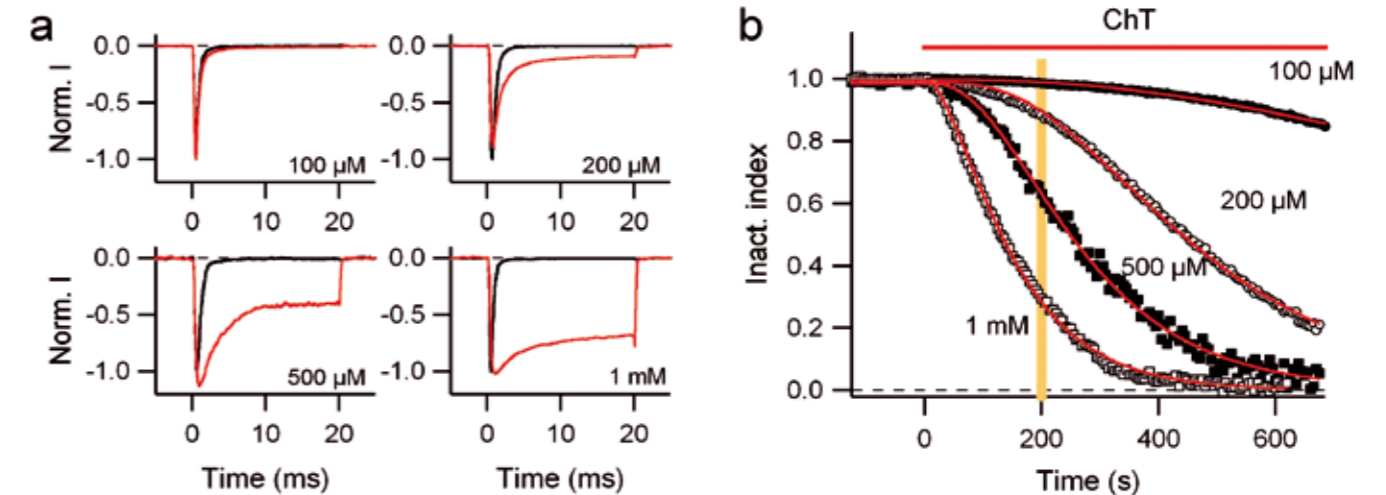 a
Norm. I
0.0
-0.5
-1.0
100 µM
0 10 20
0.0
-0.5
-1.0
200 µM
0 10 20
Norm. I
0.0
-0.5
-1.0
500 µM
0 10 20
Time (ms)
0.0
-0.5
-1.0
1 mM
0 10 20
Time (ms)
b
ChT
Inact. index
1.0
0.8
0.6
0.4
0.2
0.0
100 µM
200 µM
500 µM
1 mM
0 200 400 600
Time (s)